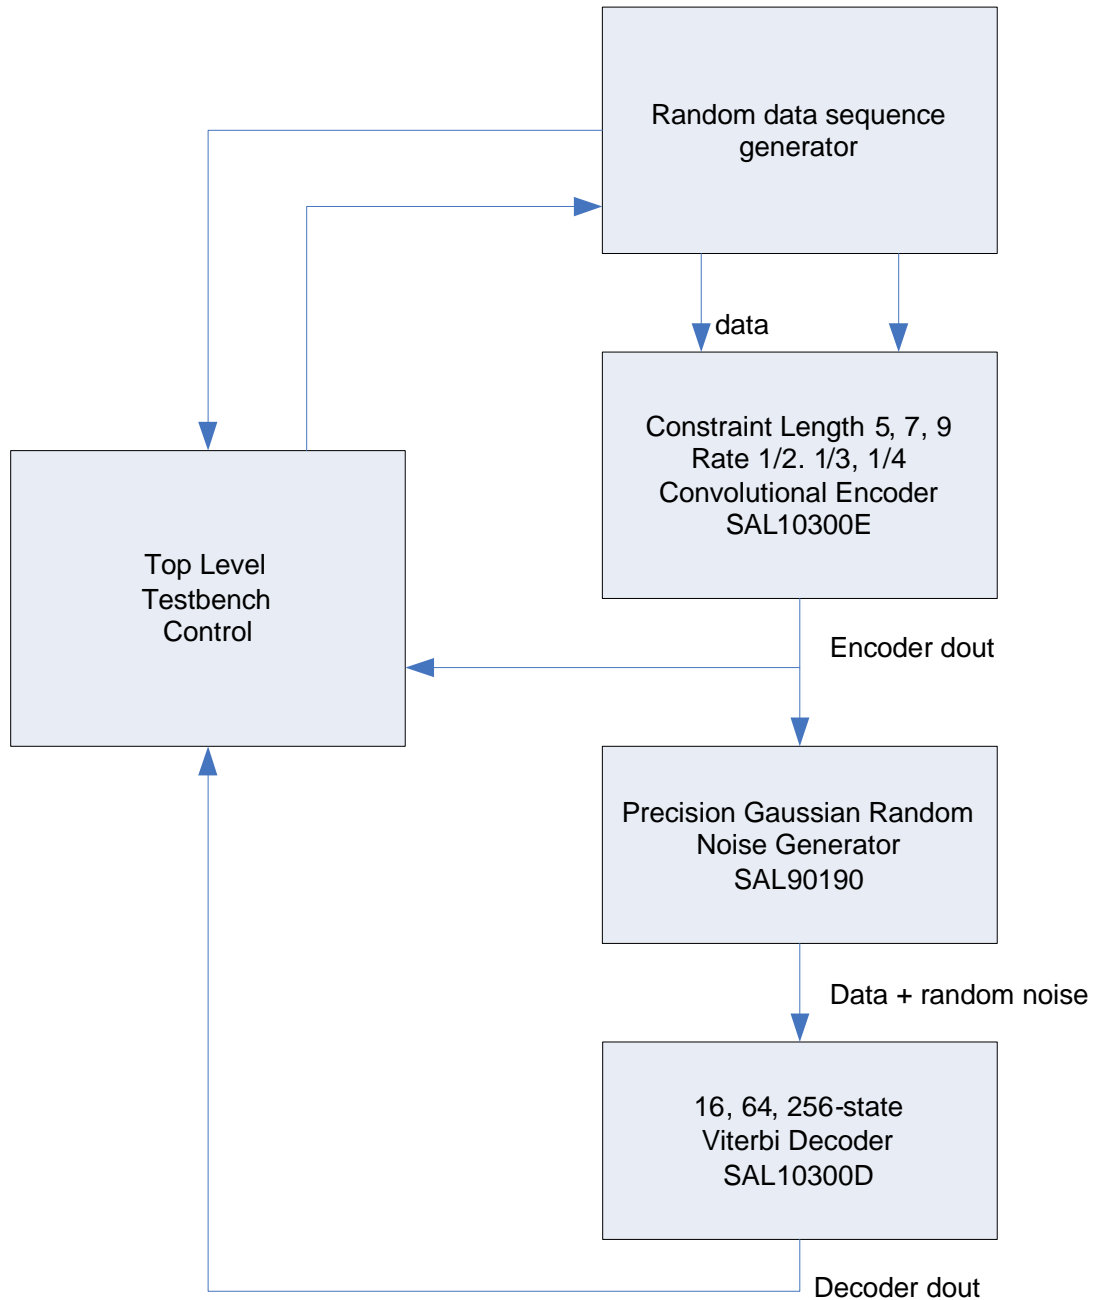 Random data sequence
generator
data
Constraint Length 5, 7, 9
Rate 1/2. 1/3, 1/4
Convolutional Encoder
SAL10300E
Top Level
Testbench
Control
Encoder dout
Precision Gaussian Random
Noise Generator
SAL90190
Data + random noise
16, 64, 256-state
Viterbi Decoder
SAL10300D
Decoder dout